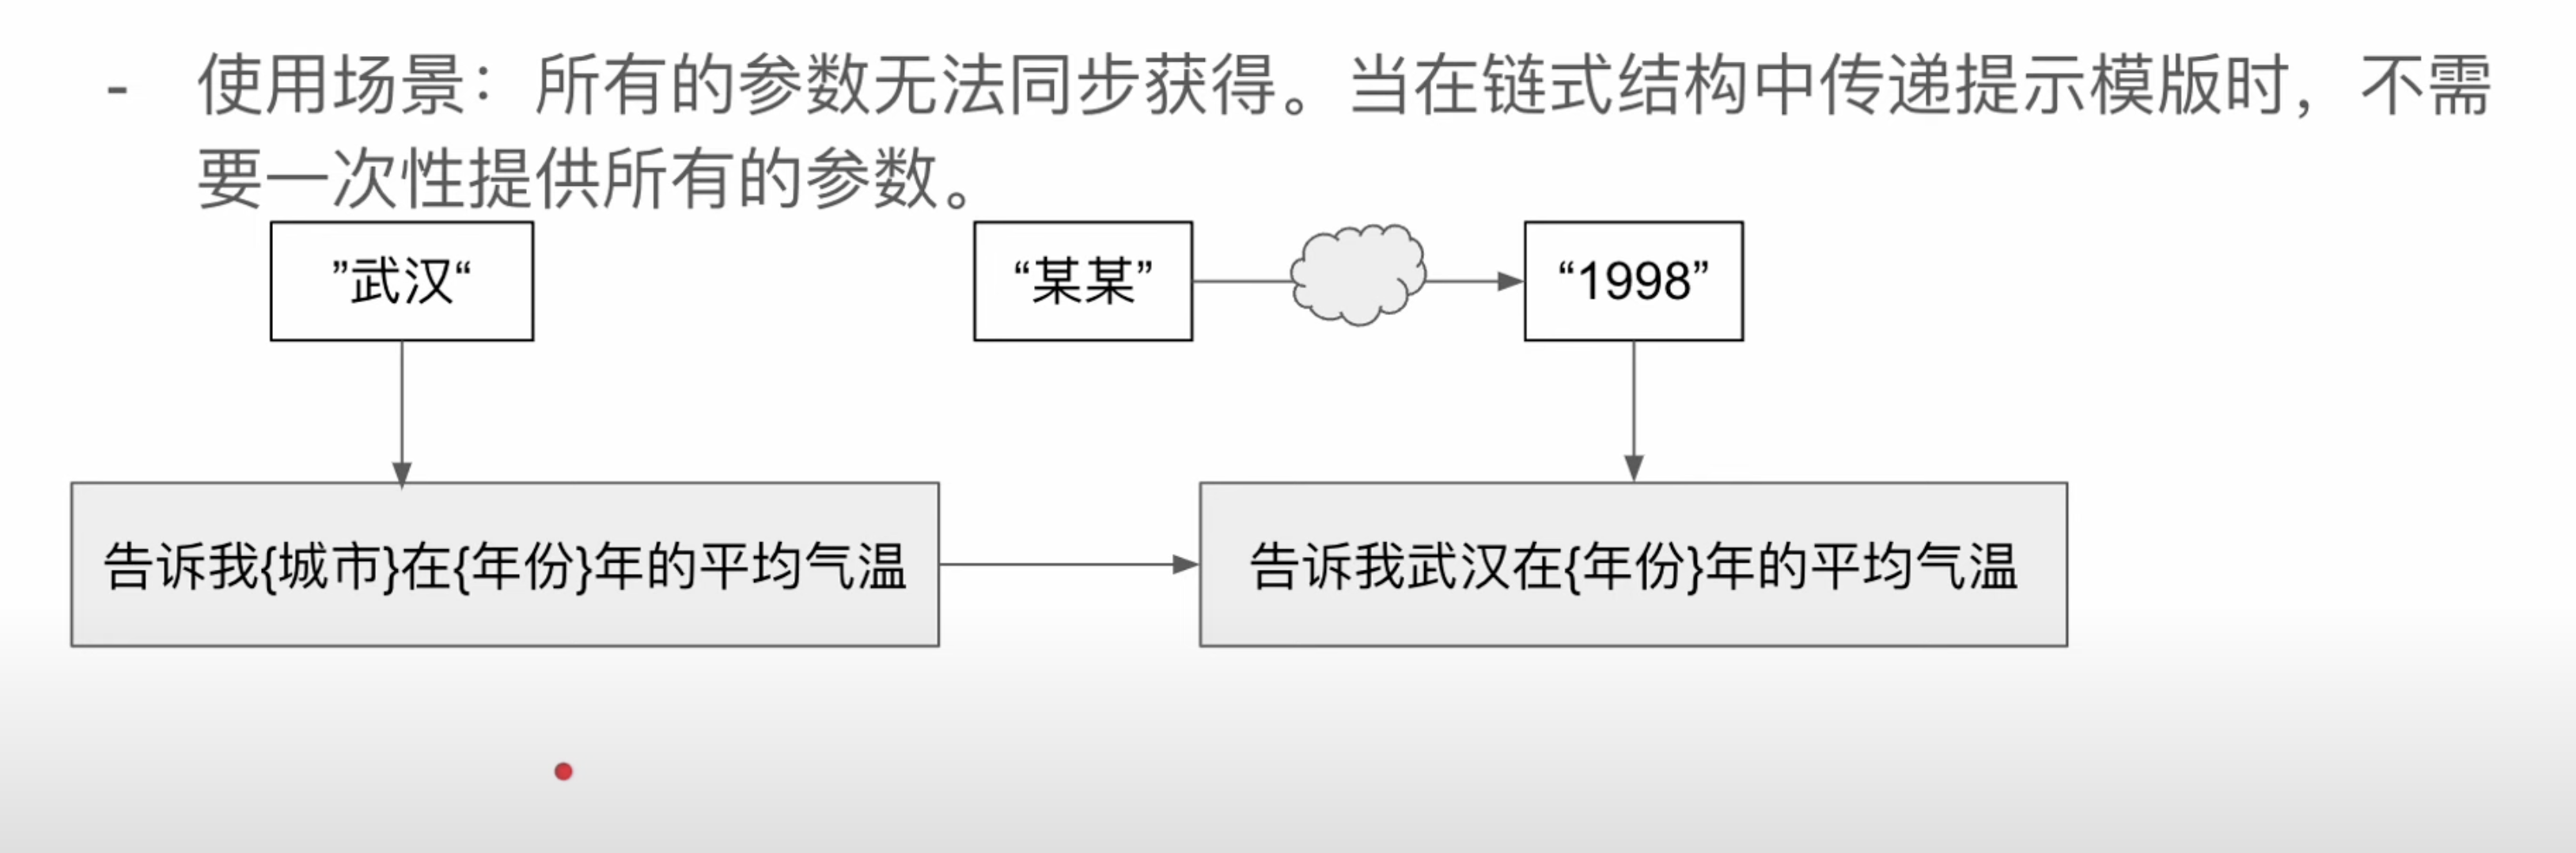 - 使用场景：所有的参数无法同步获得。当在链式结构中传递提示模版时，不需
要一次性提供所有的参数。
”武汉“
“某某”
“1998”
告诉我{城市}在{年份}年的平均气温
告诉我武汉在{年份}年的平均气温